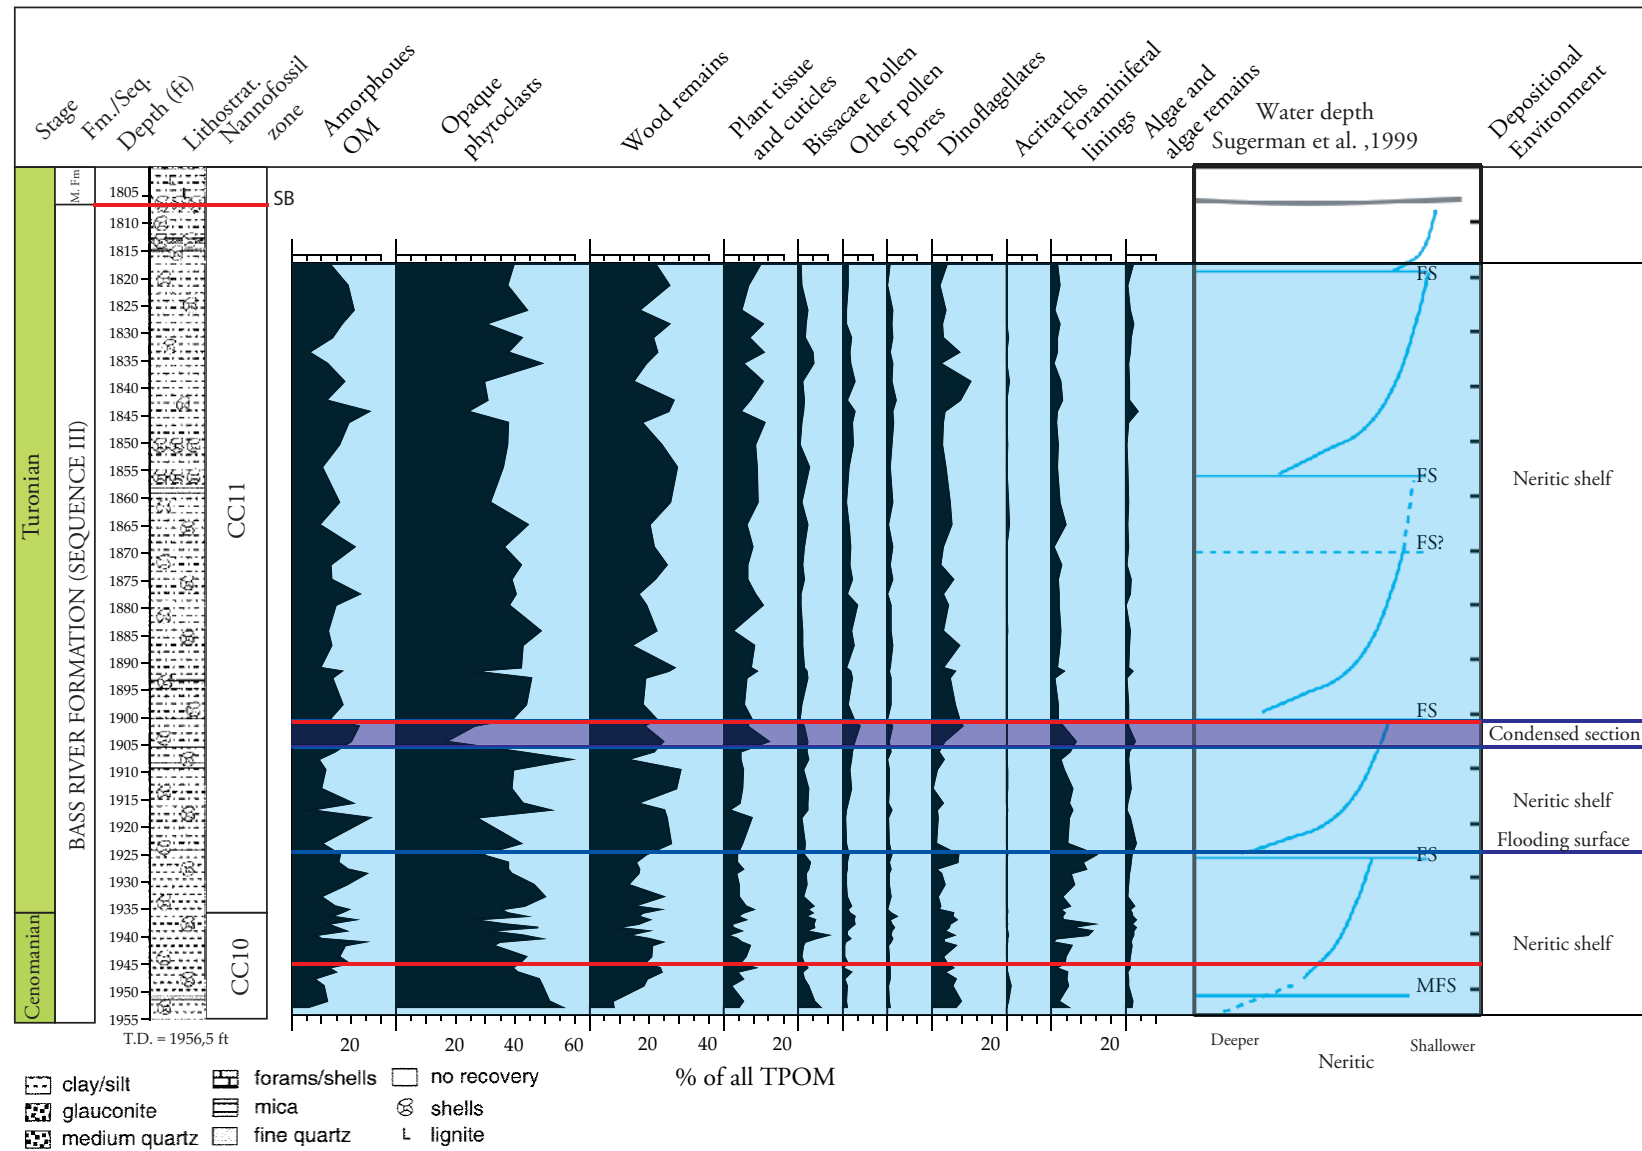 Stage
Fm./Seq.
Depth (ft)
Lithostrat.
Nannofossil
zone
Amorphoues
OM
Opaque
phytoclasts
Wood remains
Plant tissue
and cuticles
Bissacate Pollen
Other pollen
Spores
Dinoflagellates
Acritarchs
Foraminiferal
linings
Algae and
algae remains
Water depth
Sugerman et al. ,1999
Depositional
Environment
Turonian
Cenomanian
M. Fm
BASS RIVER FORMATION (SEQUENCE III)
1805
1810
1815
1820
1825
1830
1835
1840
1845
1850
1855
1860
1865
1870
1875
1880
1885
1890
1895
1900
1905
1910
1915
1920
1925
1930
1935
1940
1945
1950
1955
L
L
CC11
CC10
SB
FS
FS
FS?
FS
FS
MFS
Neritic shelf
Condensed section
Neritic shelf
Flooding surface
Neritic shelf
T.D. = 1956,5 ft
20
20 40 60
20 40
20
20
20
Deeper
Shallower
Neritic
% of all TPOM
clay/silt
glauconite
medium quartz
forams/shells
mica
fine quartz
no recovery
shells
L lignite